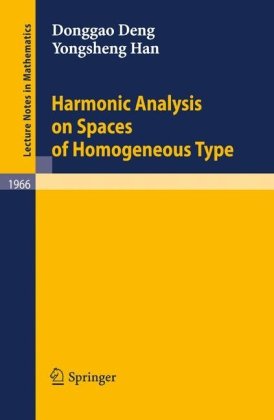 Donggao Deng
Yongsheng Han
Lecture Notes in Mathematics
Harmonic Analysis
on Spaces
of Homogeneous Type
1966
Springer